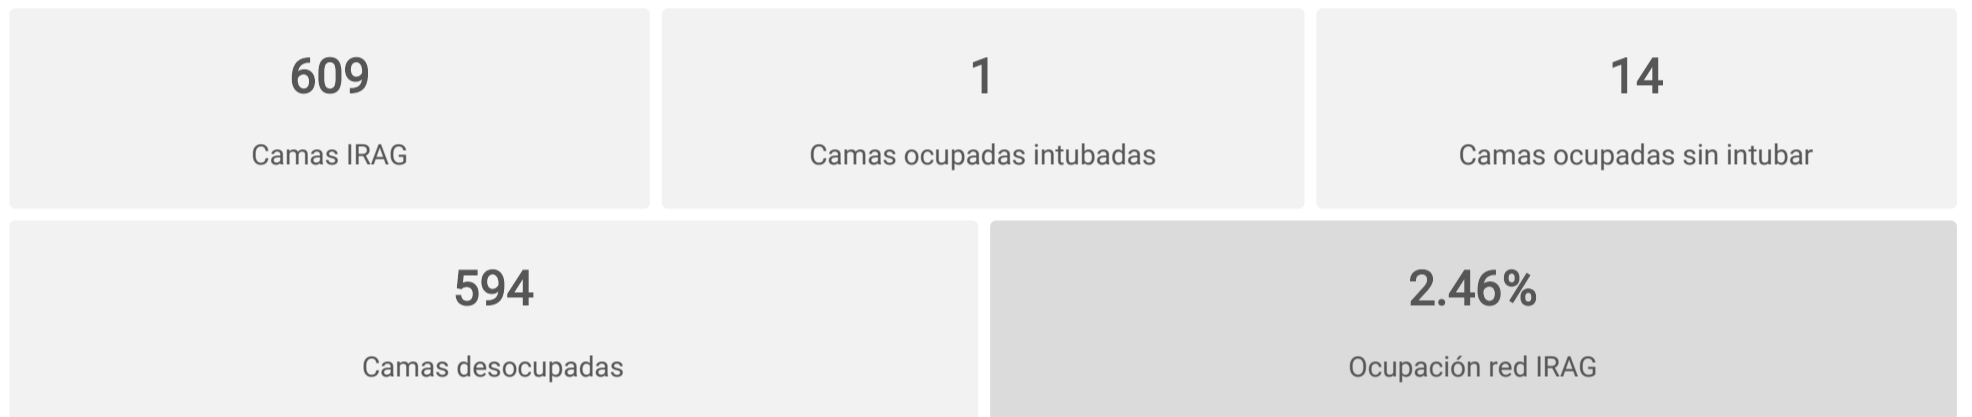 609
Camas IRAG
1
Camas ocupadas intubadas
14
Camas ocupadas sin intubar
594
Camas desocupadas
2.46%
Ocupación red IRAG